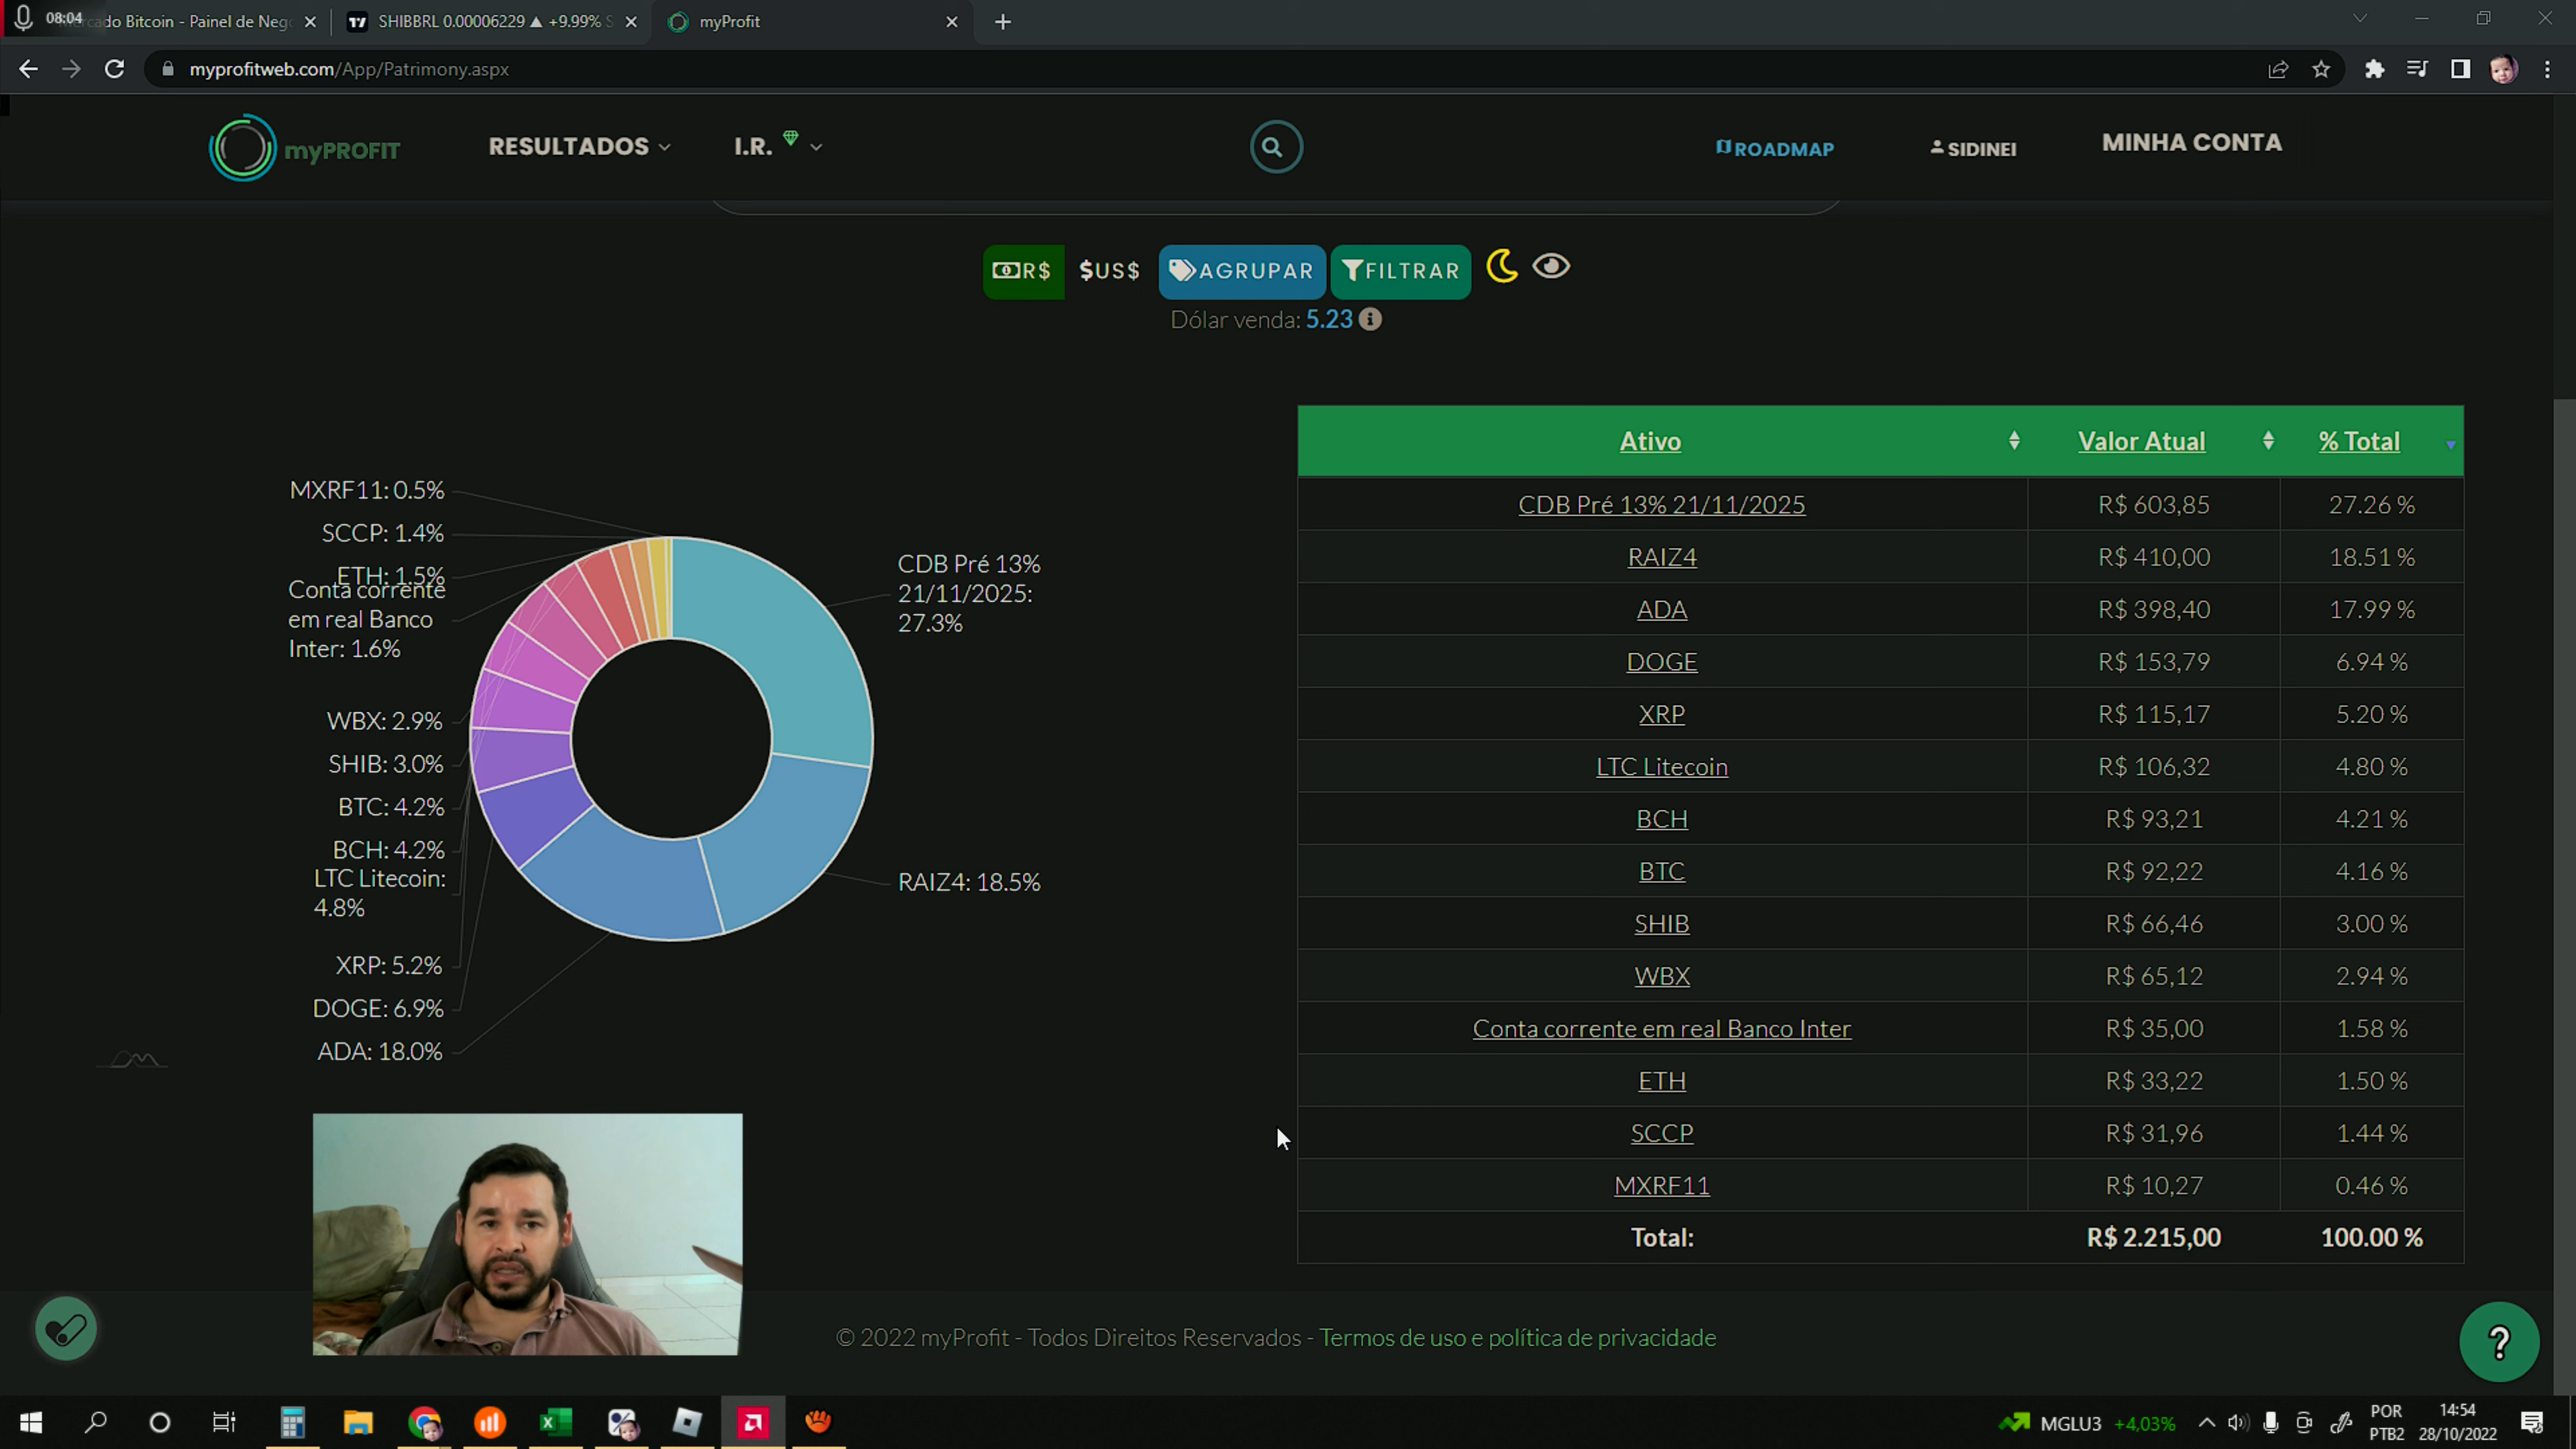 08:04
do Bitcoin - Painel de Neg
SHIBBRL 0.00006229 ▲ +9.99% S
myProfit
myprofitweb.com/App/Patrimony.aspx
myPROFIT
RESULTADOS
I.R.
ROADMAP
SIDINEI
MINHA CONTA
R$
$US$
AGRUPAR
FILTRAR
Dólar venda: 5.23
MXRF11: 0.5%
SCCP: 1.4%
ETH: 1.5%
Conta corrente
em real Banco
Inter: 1.6%
WBX: 2.9%
SHIB: 3.0%
BTC: 4.2%
BCH: 4.2%
LTC Litecoin:
4.8%
XRP: 5.2%
DOGE: 6.9%
ADA: 18.0%
CDB Pré 13%
21/11/2025:
27.3%
RAIZ4: 18.5%
Ativo Valor Atual % Total
CDB Pré 13% 21/11/2025 R$ 603,85 27.26 %
RAIZ4 R$ 410,00 18.51 %
ADA R$ 398,40 17.99 %
DOGE R$ 153,79 6.94 %
XRP R$ 115,17 5.20 %
LTC Litecoin R$ 106,32 4.80 %
BCH R$ 93,21 4.21 %
BTC R$ 92,22 4.16 %
SHIB R$ 66,46 3.00 %
WBX R$ 65,12 2.94 %
Conta corrente em real Banco Inter R$ 35,00 1.58 %
ETH R$ 33,22 1.50 %
SCCP R$ 31,96 1.44 %
MXRF11 R$ 10,27 0.46 %
Total: R$ 2.215,00 100.00 %
© 2022 myProfit - Todos Direitos Reservados - Termos de uso e política de privacidade
MGLU3 +4,03%
POR
PTB2
14:54
28/10/2022